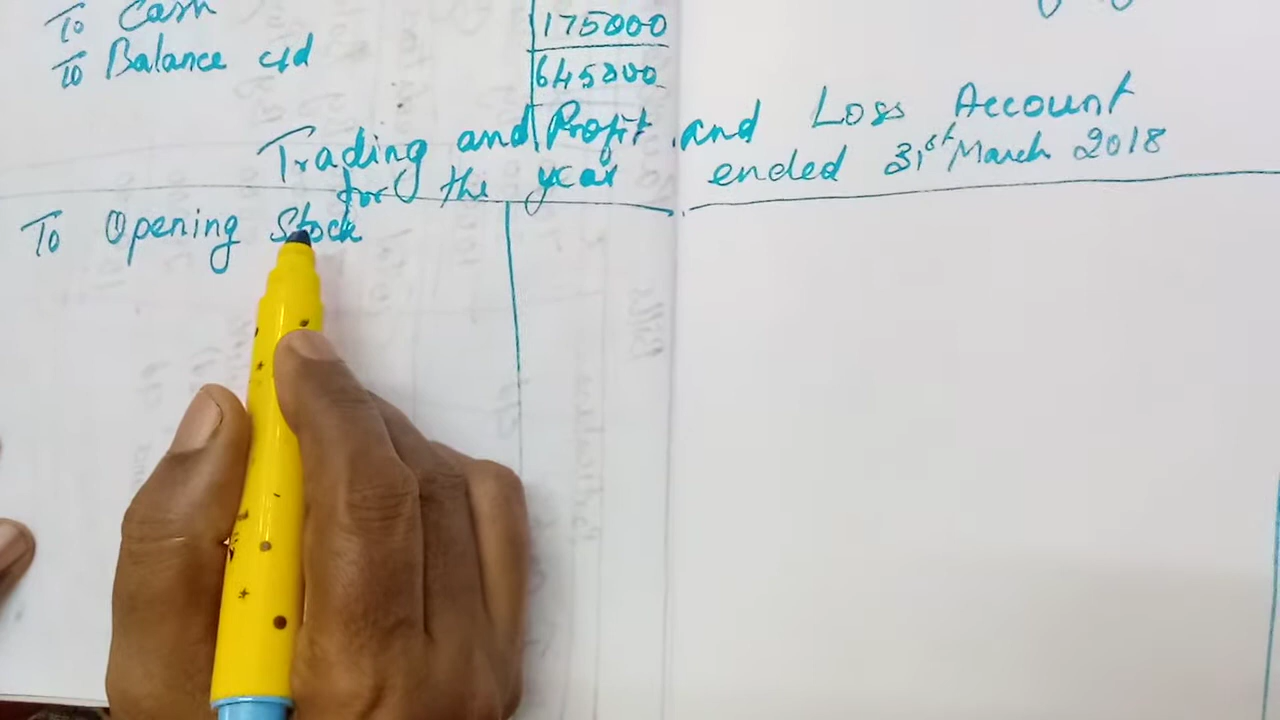 To Cash
175000
To Balance c/d
645000
Trading and Profit and Loss Account
for the year ended 31st March 2018
To Opening Stock